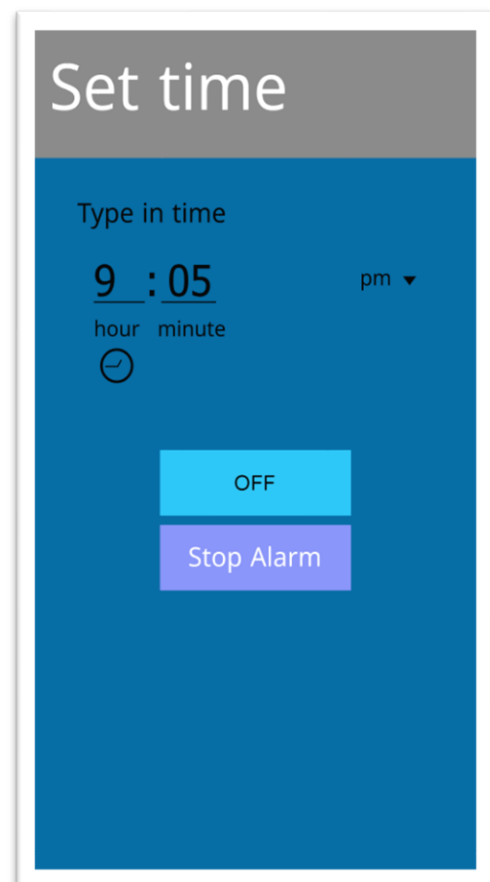 Set time
Type in time
9 : 05 pm
hour minute
OFF
Stop Alarm